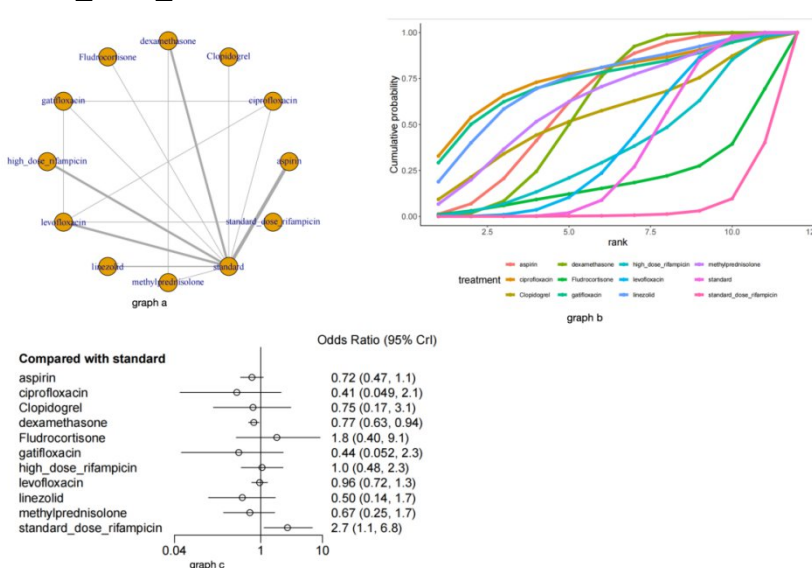 dexamethasone
Fludrocortisone
Clopidogrel
gatifloxacin
ciprofloxacin
high_dose_rifampicin
aspirin
levofloxacin
standard_dose_rifampicin
linezolid
standard
methylprednisolone
graph a
1.00
0.75
0.50
0.25
0.00
Cumulative probability
2.5 5.0 7.5 10.0 12
rank
treatment
aspirin dexamethasone high_dose_rifampicin methylprednisolone
ciprofloxacin Fludrocortisone levofloxacin standard
Clopidogrel gatifloxacin linezolid standard_dose_rifampicin
graph b
Odds Ratio (95% CrI)
Compared with standard
aspirin 0.72 (0.47, 1.1)
ciprofloxacin 0.41 (0.049, 2.1)
Clopidogrel 0.75 (0.17, 3.1)
dexamethasone 0.77 (0.63, 0.94)
Fludrocortisone 1.8 (0.40, 9.1)
gatifloxacin 0.44 (0.052, 2.3)
high_dose_rifampicin 1.0 (0.48, 2.3)
levofloxacin 0.96 (0.72, 1.3)
linezolid 0.50 (0.14, 1.7)
methylprednisolone 0.67 (0.25, 1.7)
standard_dose_rifampicin 2.7 (1.1, 6.8)
0.04 1 10
graph c